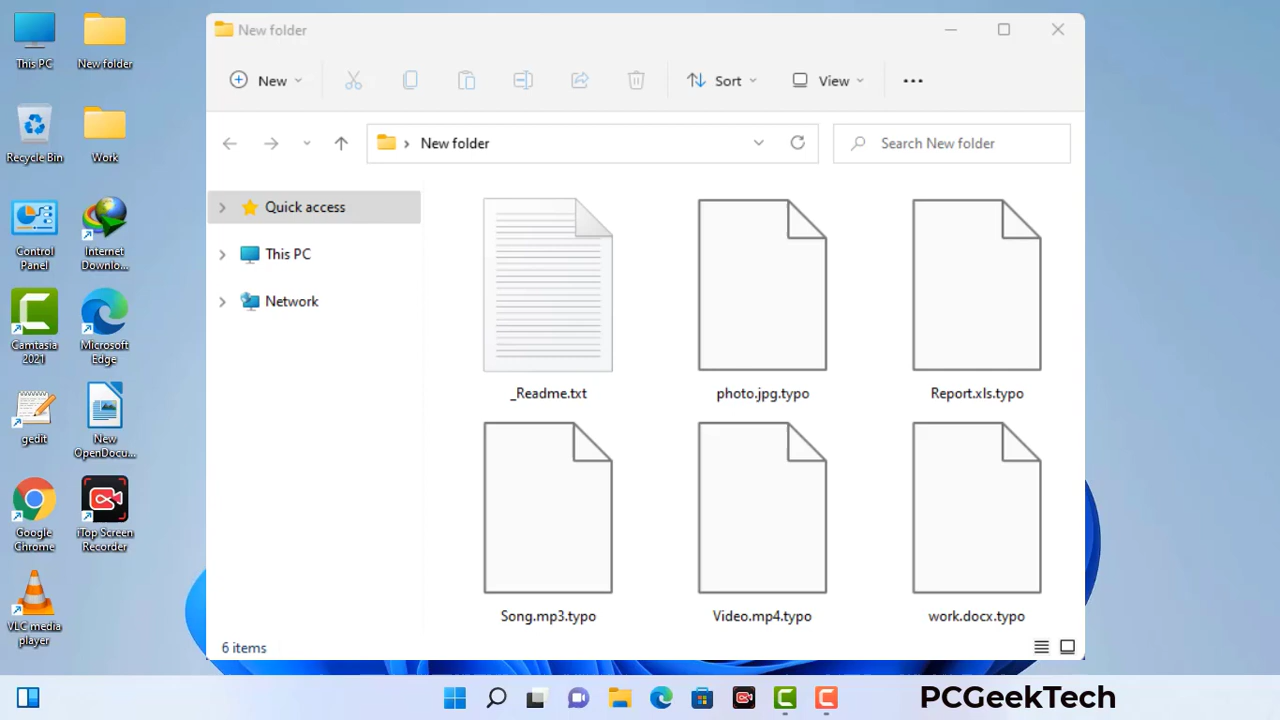 New folder
New
Sort
View
New folder
Search New folder
Quick access
This PC
Network
_Readme.txt
photo.jpg.typo
Report.xls.typo
Song.mp3.typo
Video.mp4.typo
work.docx.typo
6 items
This PC
New folder
Recycle Bin
Work
Control
Panel
Internet
Downlo...
Camtasia
2021
Microsoft
Edge
gedit
New
OpenDocu...
Google
Chrome
iTop Screen
Recorder
VLC media
player
PCGeekTech